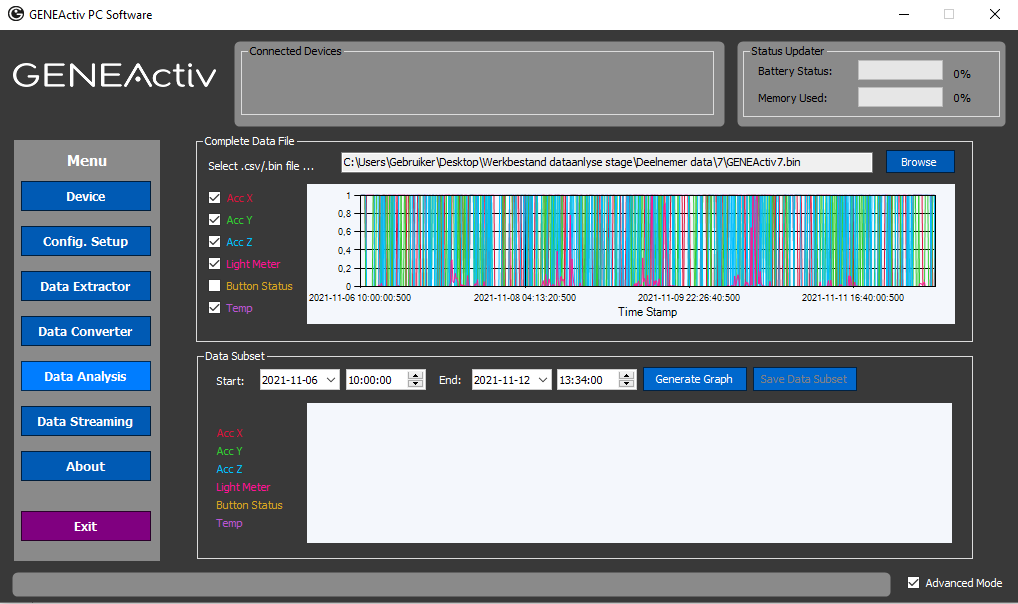 GENEActiv PC Software
GENEActiv
Connected Devices
Status Updater
Battery Status:
0%
Memory Used:
0%
Menu
Device
Config. Setup
Data Extractor
Data Converter
Data Analysis
Data Streaming
About
Exit
Complete Data File
Select .csv/.bin file ...
C:\Users\Gebruiker\Desktop\Werkbestand dataanlyse stage\Deelnemer data\7\GENEActiv7.bin
Browse
Acc X
Acc Y
Acc Z
Light Meter
Button Status
Temp
1
0,8
0,6
0,4
0,2
0
2021-11-06 10:00:00:500
2021-11-08 04:13:20:500
2021-11-09 22:26:40:500
2021-11-11 16:40:00:500
Time Stamp
Data Subset
Start:
2021-11-06
10:00:00
End:
2021-11-12
13:34:00
Generate Graph
Save Data Subset
Acc X
Acc Y
Acc Z
Light Meter
Button Status
Temp
Advanced Mode